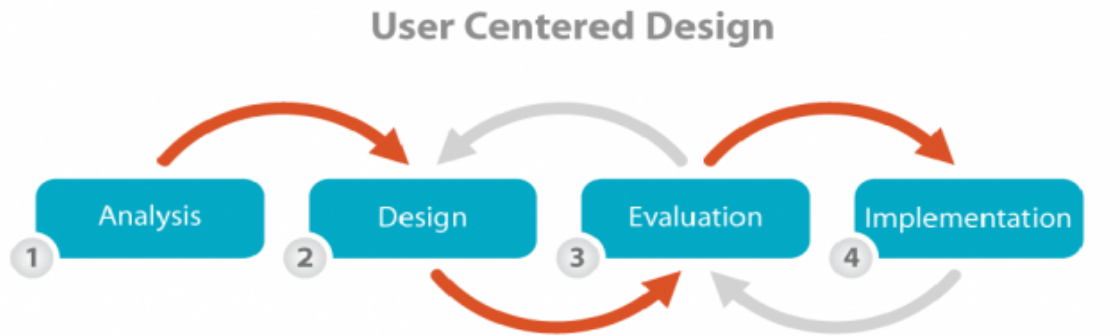 User Centered Design
Analysis
Design
Evaluation
Implementation
1
2
3
4